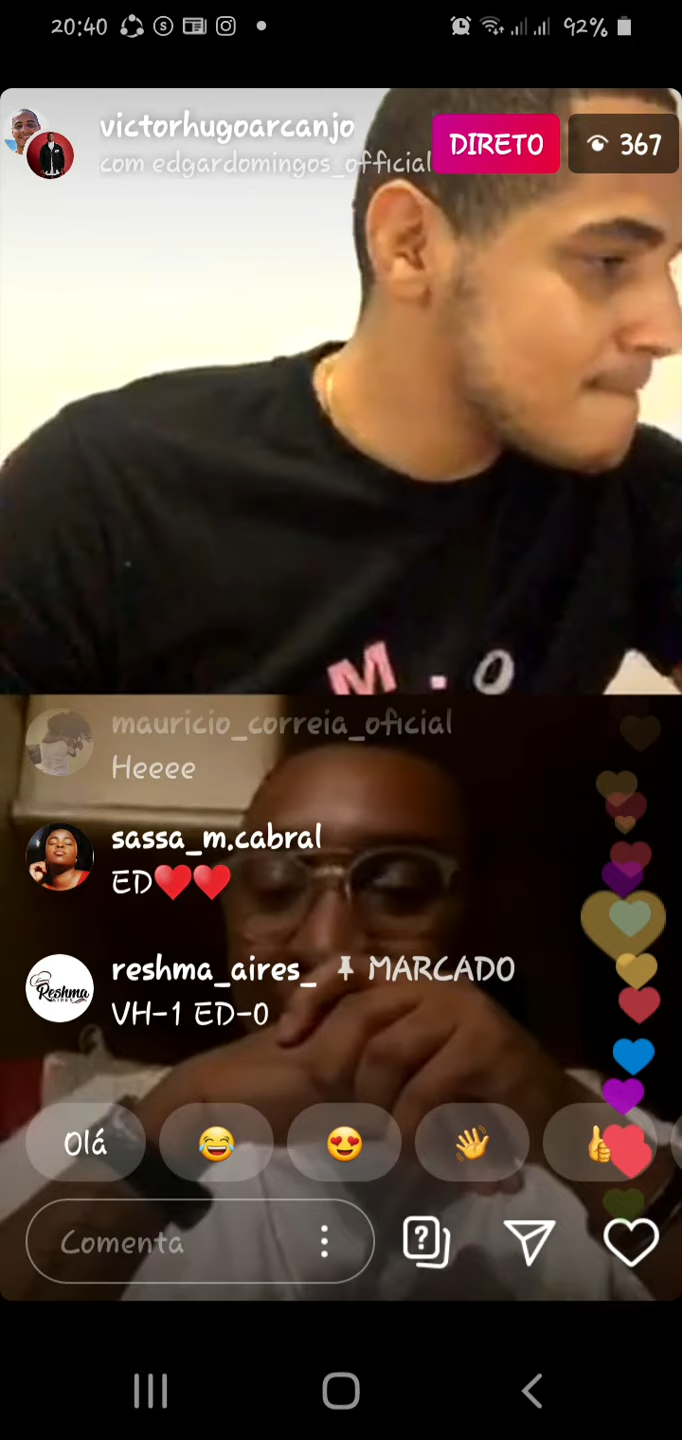 20:40
92%
victorhugoarcanjo
DIRETO
367
com edgardomingos_official
M.O
mauricio_correia_oficial
Heeee
sassa_m.cabral
ED❤️❤️
reshma_aires_ MARCADO
Reshma
AIRES
VH-1 ED-0
Olá
Comenta